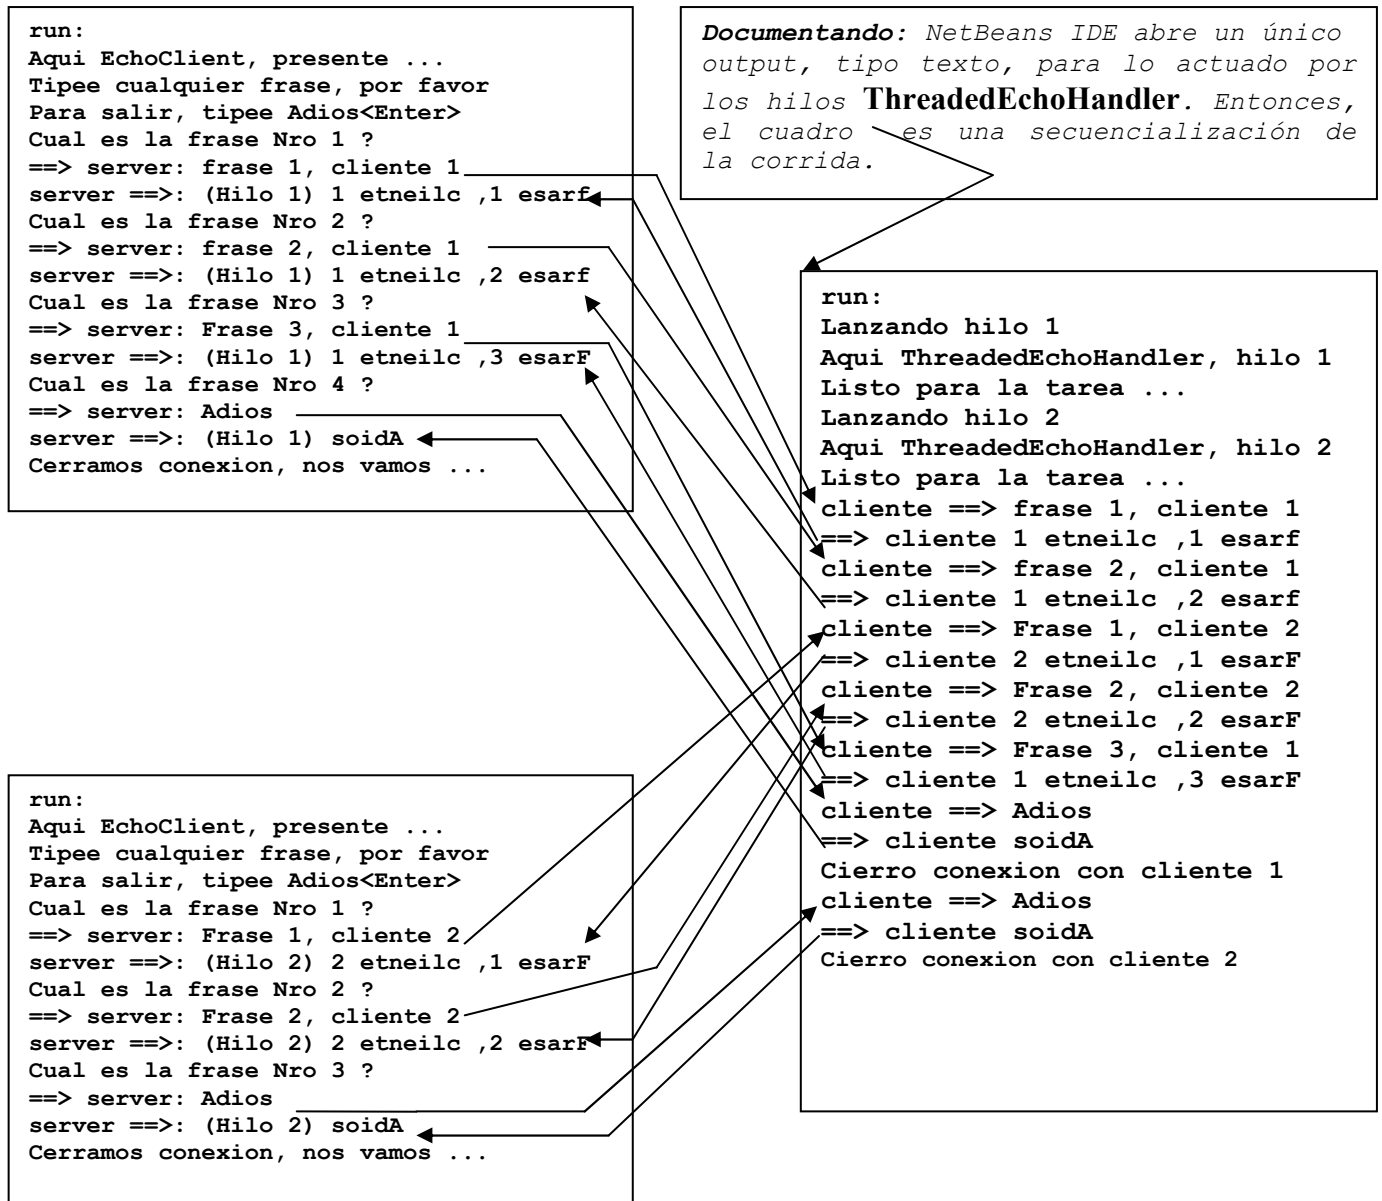 run:
Aqui EchoClient, presente ...
Tipee cualquier frase, por favor
Para salir, tipee Adios<Enter>
Cual es la frase Nro 1 ?
==> server: frase 1, cliente 1
server ==>: (Hilo 1) 1 etneilc ,1 esarf
Cual es la frase Nro 2 ?
==> server: frase 2, cliente 1
server ==>: (Hilo 1) 1 etneilc ,2 esarf
Cual es la frase Nro 3 ?
==> server: Frase 3, cliente 1
server ==>: (Hilo 1) 1 etneilc ,3 esarF
Cual es la frase Nro 4 ?
==> server: Adios
server ==>: (Hilo 1) soidA
Cerramos conexion, nos vamos ...
Documentando: NetBeans IDE abre un único
output, tipo texto, para lo actuado por
los hilos ThreadedEchoHandler. Entonces,
el cuadro es una secuencialización de
la corrida.
run:
Lanzando hilo 1
Aqui ThreadedEchoHandler, hilo 1
Listo para la tarea ...
Lanzando hilo 2
Aqui ThreadedEchoHandler, hilo 2
Listo para la tarea ...
cliente ==> frase 1, cliente 1
==> cliente 1 etneilc ,1 esarf
cliente ==> frase 2, cliente 1
==> cliente 1 etneilc ,2 esarf
cliente ==> Frase 1, cliente 2
==> cliente 2 etneilc ,1 esarF
cliente ==> Frase 2, cliente 2
==> cliente 2 etneilc ,2 esarF
cliente ==> Frase 3, cliente 1
==> cliente 1 etneilc ,3 esarF
cliente ==> Adios
==> cliente soidA
Cierro conexion con cliente 1
cliente ==> Adios
==> cliente soidA
Cierro conexion con cliente 2
run:
Aqui EchoClient, presente ...
Tipee cualquier frase, por favor
Para salir, tipee Adios<Enter>
Cual es la frase Nro 1 ?
==> server: Frase 1, cliente 2
server ==>: (Hilo 2) 2 etneilc ,1 esarF
Cual es la frase Nro 2 ?
==> server: Frase 2, cliente 2
server ==>: (Hilo 2) 2 etneilc ,2 esarF
Cual es la frase Nro 3 ?
==> server: Adios
server ==>: (Hilo 2) soidA
Cerramos conexion, nos vamos ...